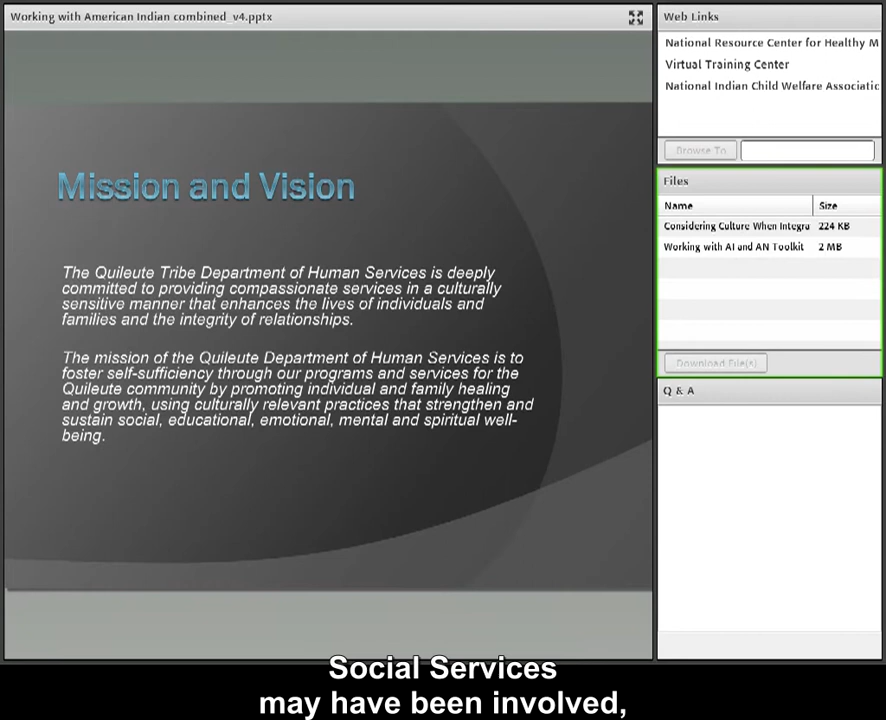 Working with American Indian combined_v4.pptx
Mission and Vision
The Quileute Tribe Department of Human Services is deeply
committed to providing compassionate services in a culturally
sensitive manner that enhances the lives of individuals and
families and the integrity of relationships.
The mission of the Quileute Department of Human Services is to
foster self-sufficiency through our programs and services for the
Quileute community by promoting individual and family healing
and growth, using culturally relevant practices that strengthen and
sustain social, educational, emotional, mental and spiritual well-
being.
Web Links
National Resource Center for Healthy M
Virtual Training Center
National Indian Child Welfare Associatic
Browse To
Files
Name Size
Considering Culture When Integra 224 KB
Working with AI and AN Toolkit 2 MB
Download File(s)
Q & A
Social Services
may have been involved,